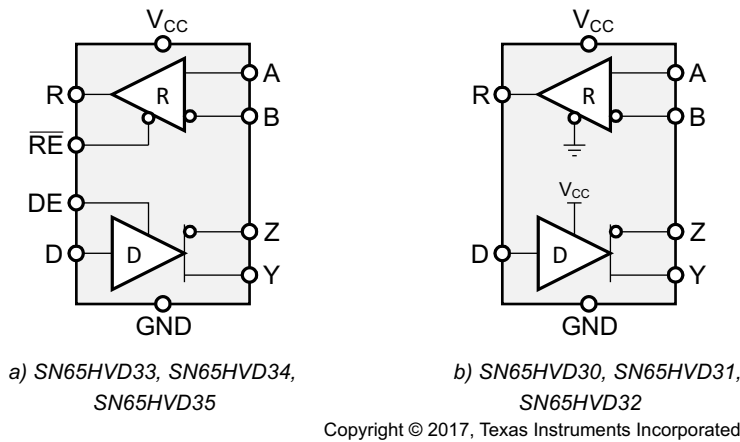 V_CC
R
R
A
B
RE
DE
D
D
Z
Y
GND
a) SN65HVD33, SN65HVD34,
SN65HVD35
V_CC
R
R
A
B
V_CC
D
D
Z
Y
GND
b) SN65HVD30, SN65HVD31,
SN65HVD32
Copyright © 2017, Texas Instruments Incorporated